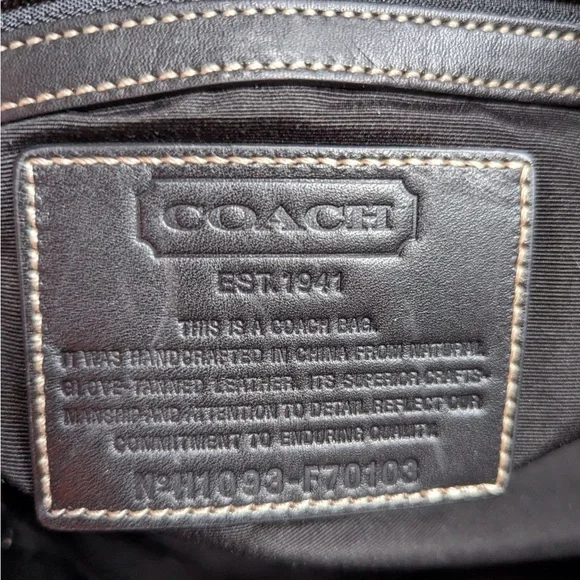 COACH
EST.1941
THIS IS A COACH BAG.
IT WAS HANDCRAFTED IN CHINA FROM NATURAL
GLOVE-TANNED LEATHER. ITS SUPERIOR CRAFTS-
MANSHIP AND ATTENTION TO DETAIL REFLECT OUR
COMMITMENT TO ENDURING QUALITY.
Nº H1093-F70103